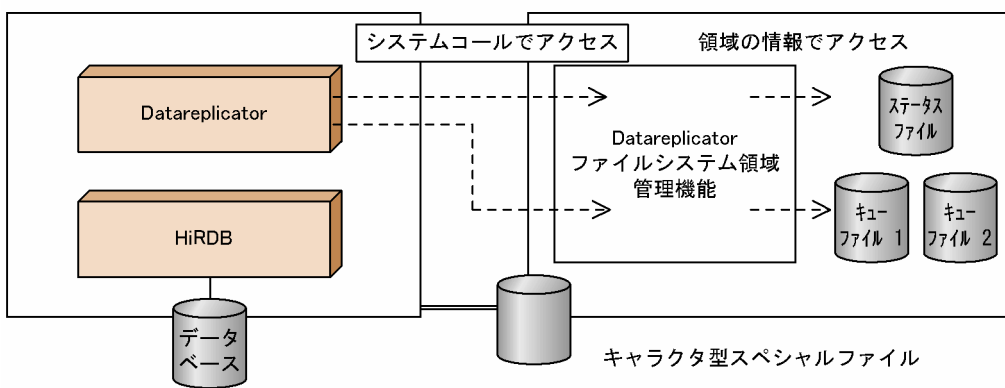 システムコールでアクセス
領域の情報でアクセス
Datareplicator
HiRDB
データ
ベース
Datareplicator
ファイルシステム領域
管理機能
ｽﾃｰﾀｽ
ﾌｧｲﾙ
ｷｭｰ
ﾌｧｲﾙ 1
ｷｭｰ
ﾌｧｲﾙ 2
キャラクタ型スペシャルファイル